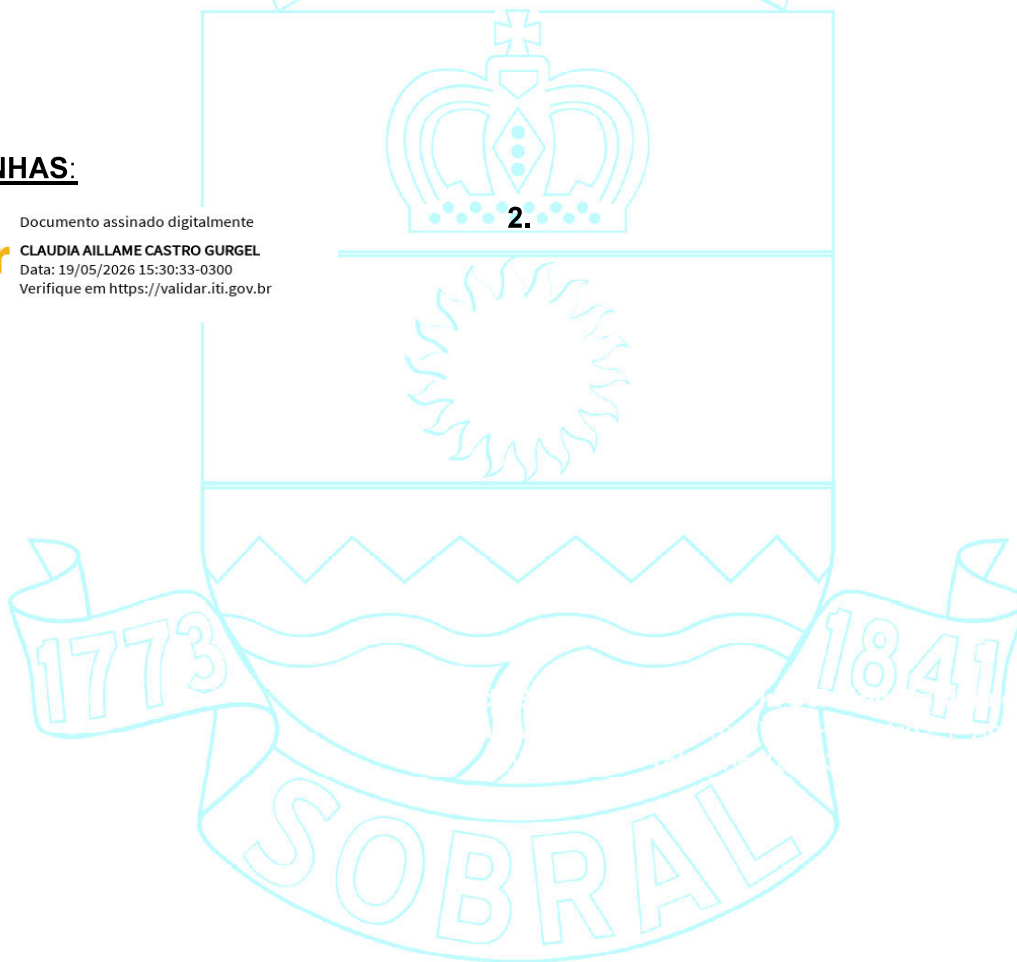 NHAS:
Documento assinado digitalmente
CLAUDIA AILLAME CASTRO GURGEL
Data: 19/05/2026 15:30:33-0300
Verifique em https://validar.iti.gov.br
2.
1773
1841
SOBRAL